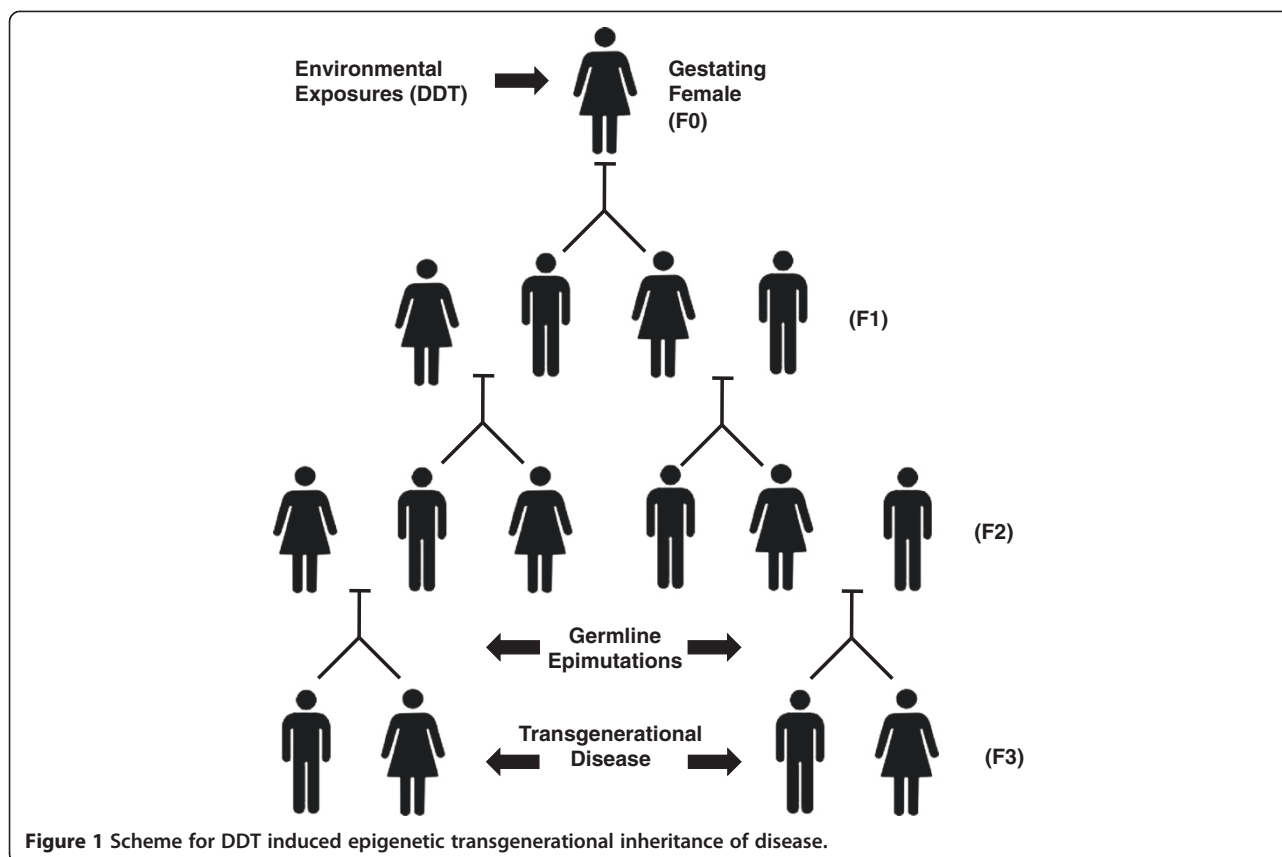 Environmental
Exposures (DDT)
Gestating
Female
(F0)
(F1)
(F2)
Germline
Epimutations
Transgenerational
Disease
(F3)
Figure 1 Scheme for DDT induced epigenetic transgenerational inheritance of disease.